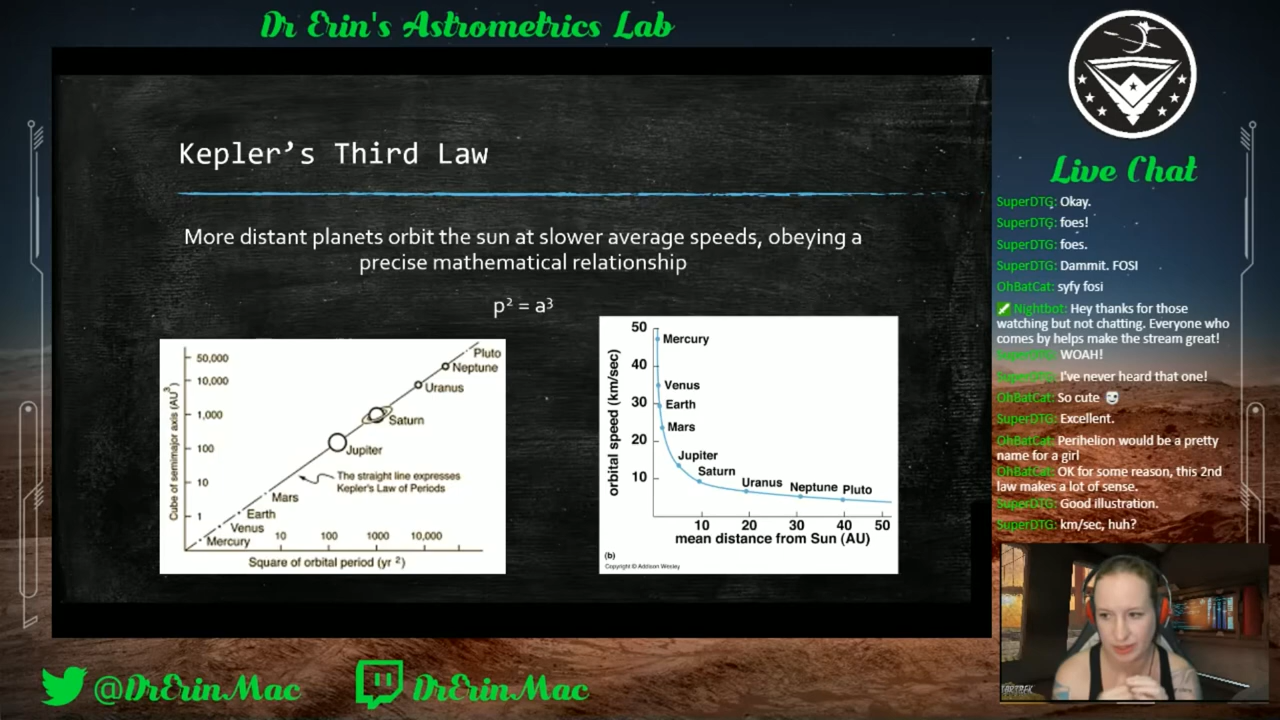 Dr Erin's Astrometrics Lab
Kepler's Third Law
More distant planets orbit the sun at slower average speeds, obeying a
precise mathematical relationship
p² = a³
Cube of semimajor axis (AU³)
50,000
10,000
1,000
100
10
1
Pluto
Neptune
Uranus
Saturn
Jupiter
The straight line expresses
Kepler's Law of Periods
Mars
Earth
Venus
Mercury
10
100
1000
10,000
Square of orbital period (yr ²)
orbital speed (km/sec)
50
40
30
20
10
Mercury
Venus
Earth
Mars
Jupiter
Saturn
Uranus
Neptune
Pluto
10
20
30
40
50
mean distance from Sun (AU)
(b)
Copyright © Addison Wesley
Live Chat
SuperDTG: Okay.
SuperDTG: foes!
SuperDTG: foes.
SuperDTG: Dammit. FOSI
OhBatCat: syfy fosi
Nightbot: Hey thanks for those
watching but not chatting. Everyone who
comes by helps make the stream great!
SuperDTG: WOAH!
SuperDTG: I've never heard that one!
OhBatCat: So cute
SuperDTG: Excellent.
OhBatCat: Perihelion would be a pretty
name for a girl
OhBatCat: OK for some reason, this 2nd
law makes a lot of sense.
SuperDTG: Good illustration.
SuperDTG: km/sec, huh?
@DrErinMac
DrErinMac